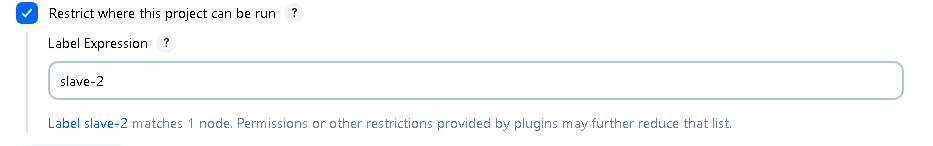 Restrict where this project can be run ?
Label Expression ?
slave-2
Label slave-2 matches 1 node. Permissions or other restrictions provided by plugins may further reduce that list.